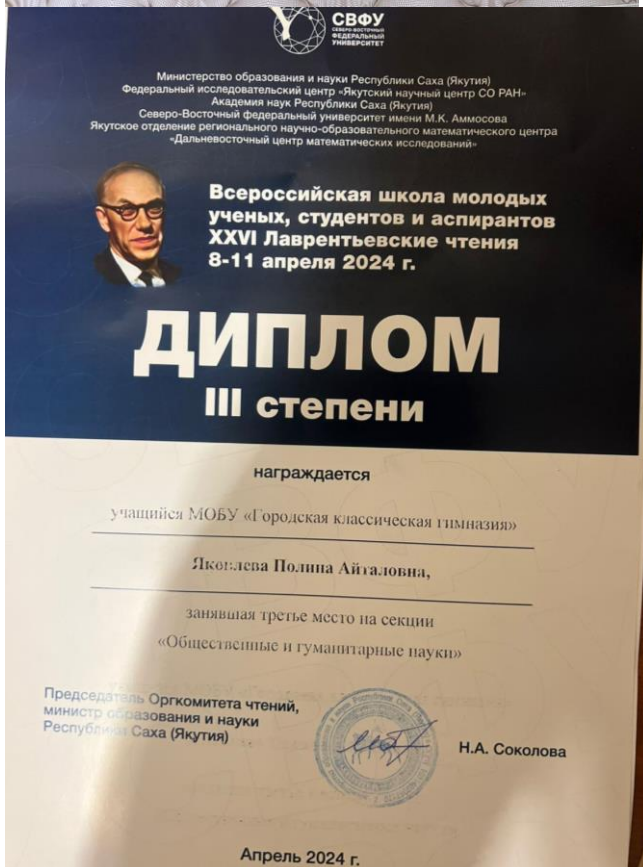 СВФУ
СЕВЕРО-ВОСТОЧНЫЙ
ФЕДЕРАЛЬНЫЙ
УНИВЕРСИТЕТ
Министерство образования и науки Республики Саха (Якутия)
Федеральный исследовательский центр «Якутский научный центр СО РАН»
Академия наук Республики Саха (Якутия)
Северо-Восточный федеральный университет имени М.К. Аммосова
Якутское отделение регионального научно-образовательного математического центра
«Дальневосточный центр математических исследований»
Всероссийская школа молодых
ученых, студентов и аспирантов
XXVI Лаврентьевские чтения
8-11 апреля 2024 г.
ДИПЛОМ
III степени
награждается
учащийся МОБУ «Городская классическая гимназия»
Яковлева Полина Айталовна,
занявшая третье место на секции
«Общественные и гуманитарные науки»
Председатель Оргкомитета чтений,
министр образования и науки
Республики Саха (Якутия)
Н.А. Соколова
Апрель 2024 г.